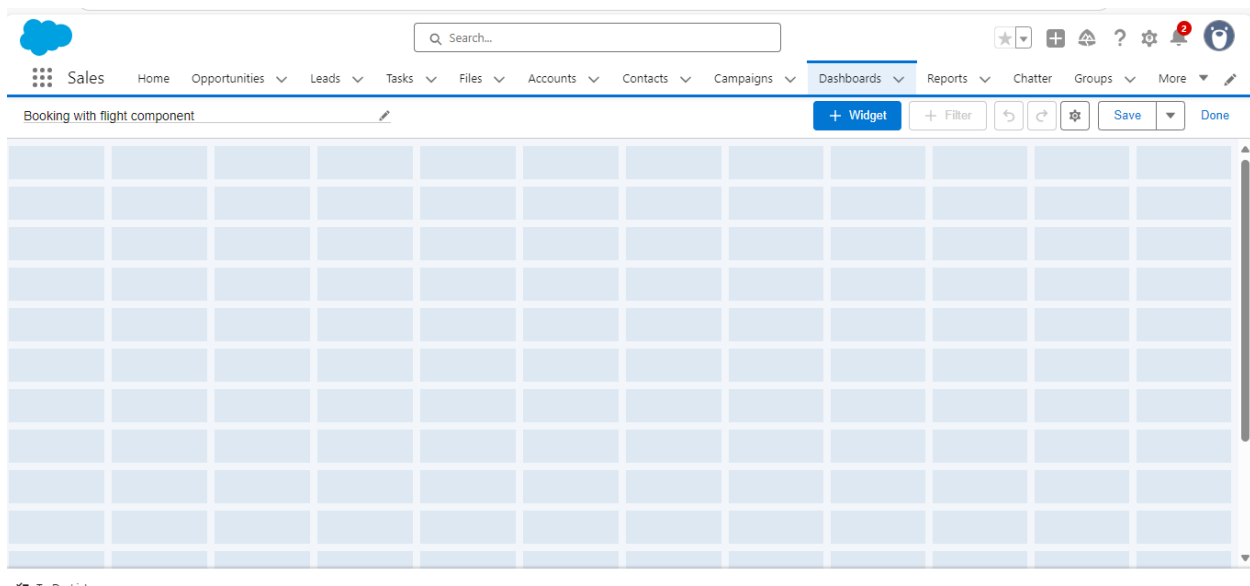 Search...
2
Sales Home Opportunities Leads Tasks Files Accounts Contacts Campaigns Dashboards Reports Chatter Groups More
Booking with flight component + Widget + Filter Save Done